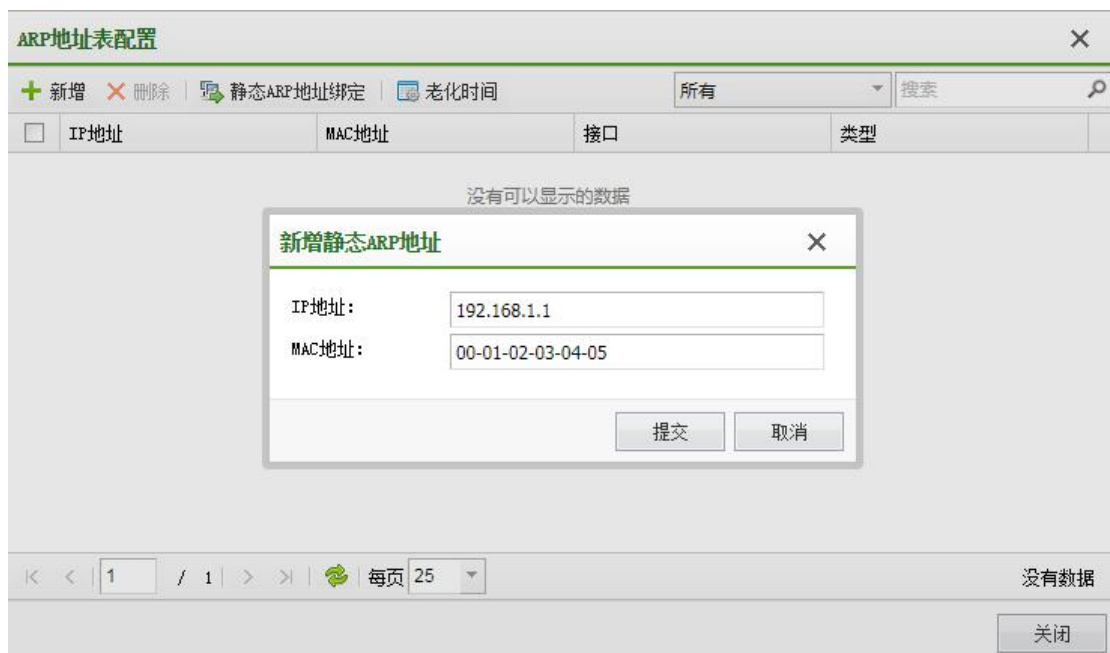 ARP地址表配置
新增 删除 静态ARP地址绑定 老化时间 所有 搜索
IP地址 MAC地址 接口 类型
没有可以显示的数据
新增静态ARP地址
IP地址: 192.168.1.1
MAC地址: 00-01-02-03-04-05
提交 取消
1 / 1 每页 25 没有数据
关闭